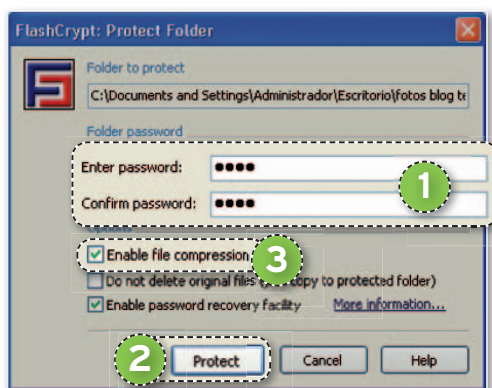 FlashCrypt: Protect Folder
Folder to protect
C:\Documents and Settings\Administrador\Escritorio\fotos blog te
Folder password
Enter password: ●●●●
1
Confirm password: ●●●●
Options
Enable file compression
3
Do not delete original files copy to protected folder)
Enable password recovery facility More information...
2
Protect Cancel Help